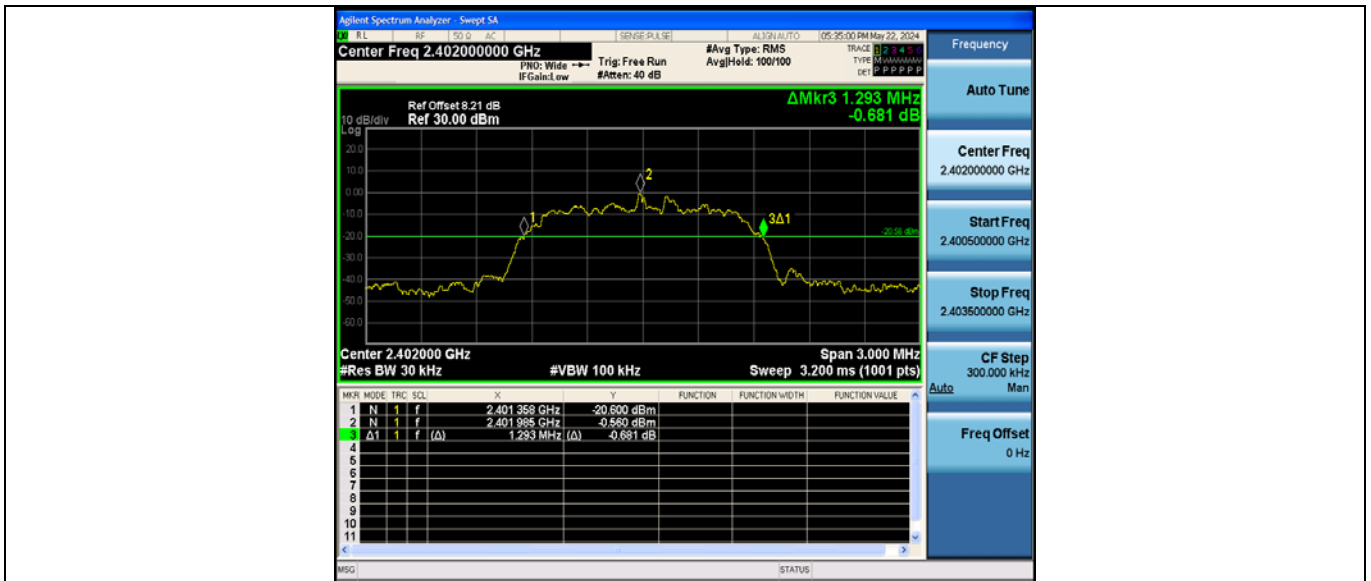 Agilent Spectrum Analyzer - Swept SA
RL RF 50 Ω AC SENSE:PULSE ALIGN AUTO 05:35:00 PM May 22, 2024
Center Freq 2.402000000 GHz
PNO: Wide
IFGain:Low
Trig: Free Run
#Atten: 40 dB
#Avg Type: RMS
Avg|Hold: 100/100
TRACE 1 2 3 4 5 6
TYPE M
DET P P P P P P
Frequency
ΔMkr3 1.293 MHz
-0.681 dB
Ref Offset 8.21 dB
10 dB/div Ref 30.00 dBm
Log
20.0
10.0
0.00
-10.0
-20.0
-30.0
-40.0
-50.0
-60.0
1
2
3Δ1
-20.56 dBm
Center 2.402000 GHz Span 3.000 MHz
#Res BW 30 kHz #VBW 100 kHz Sweep 3.200 ms (1001 pts)
MKR MODE TRC SCL X Y FUNCTION FUNCTION WIDTH FUNCTION VALUE
1 N 1 f 2.401 358 GHz -20.600 dBm
2 N 1 f 2.401 985 GHz -0.560 dBm
3 Δ1 1 f (Δ) 1.293 MHz (Δ) -0.681 dB
4
5
6
7
8
9
10
11
Auto Tune
Center Freq
2.402000000 GHz
Start Freq
2.400500000 GHz
Stop Freq
2.403500000 GHz
CF Step
300.000 kHz
Auto Man
Freq Offset
0 Hz
MSG STATUS